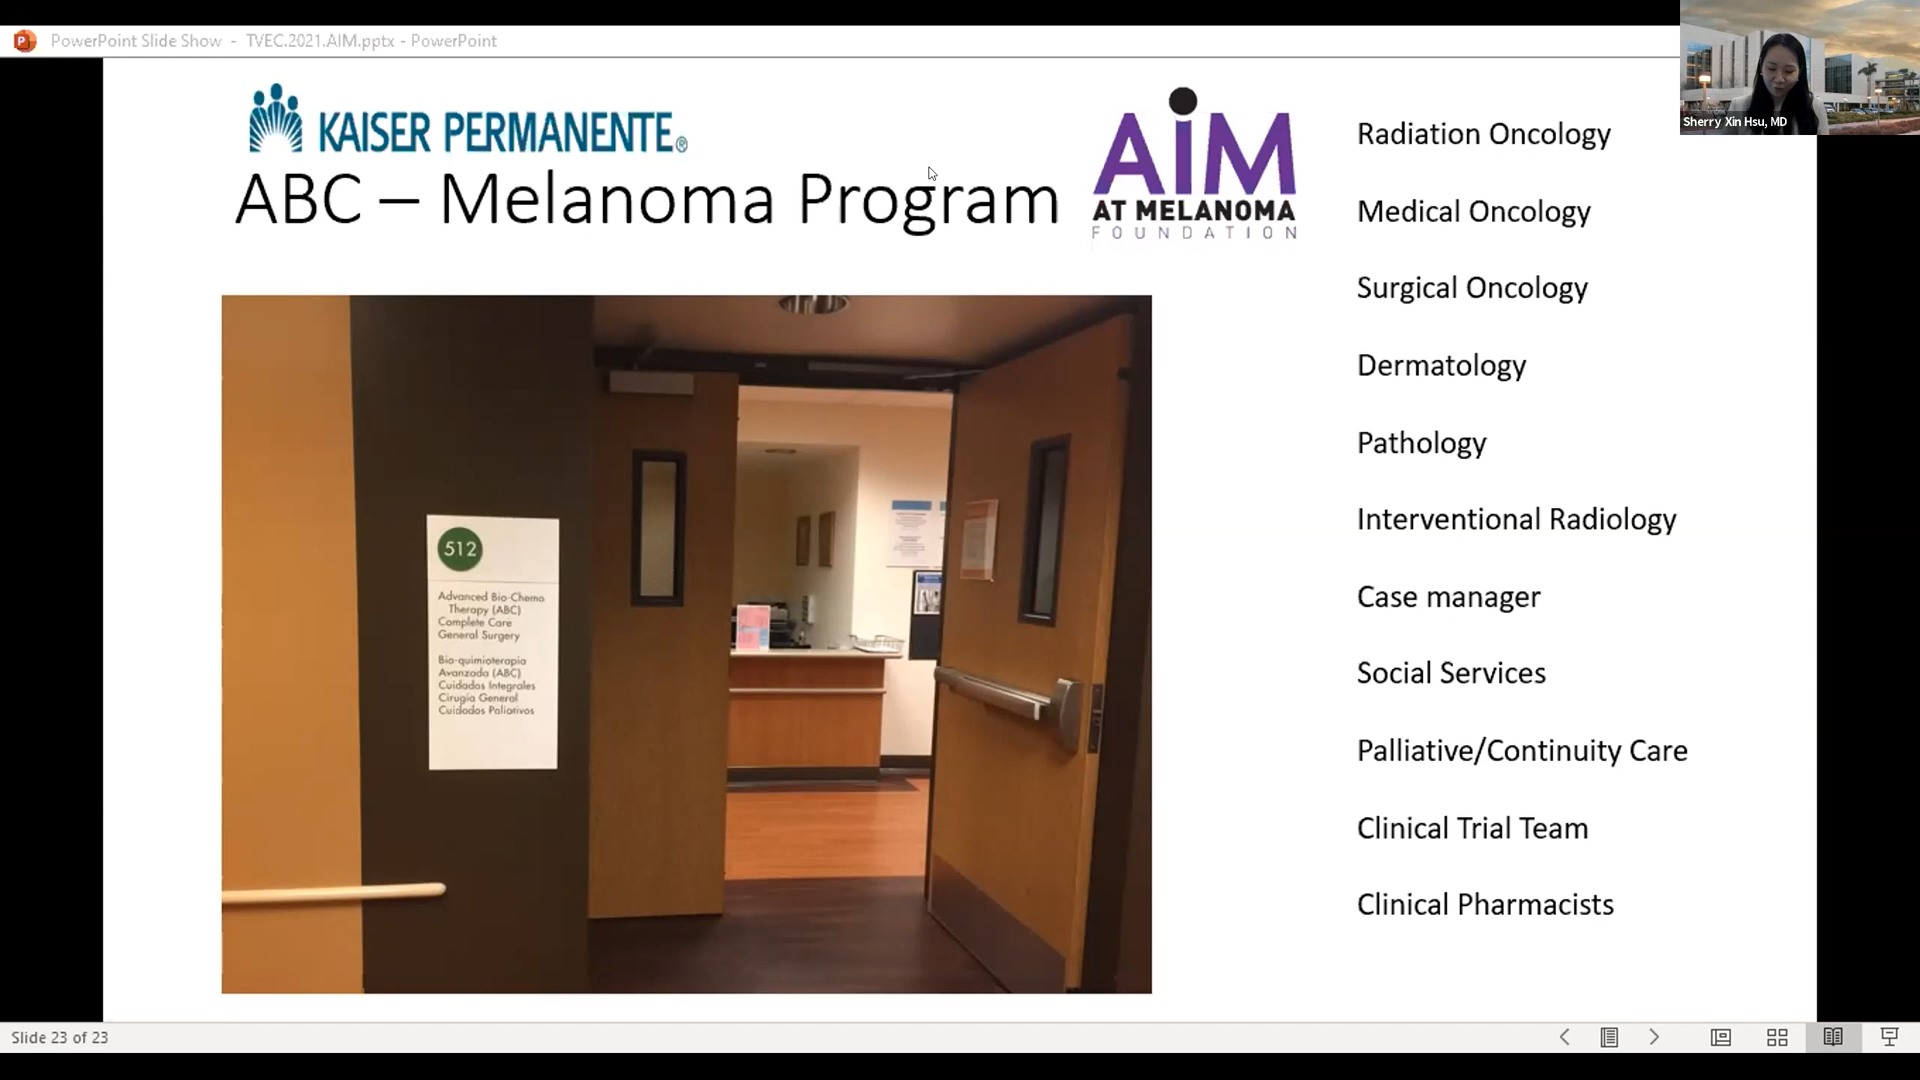 PowerPoint Slide Show - TVEC.2021.AIM.pptx - PowerPoint
Sherry Xin Hsu, MD
KAISER PERMANENTE®
ABC – Melanoma Program
AiM
AT MELANOMA
FOUNDATION
512
Advanced Bio-Chemo
Therapy (ABC)
Complete Care
General Surgery
Bio-quimioterapia
Avanzada (ABC)
Cuidados Integrales
Cirugía General
Cuidados Paliativos
Radiation Oncology
Medical Oncology
Surgical Oncology
Dermatology
Pathology
Interventional Radiology
Case manager
Social Services
Palliative/Continuity Care
Clinical Trial Team
Clinical Pharmacists
Slide 23 of 23